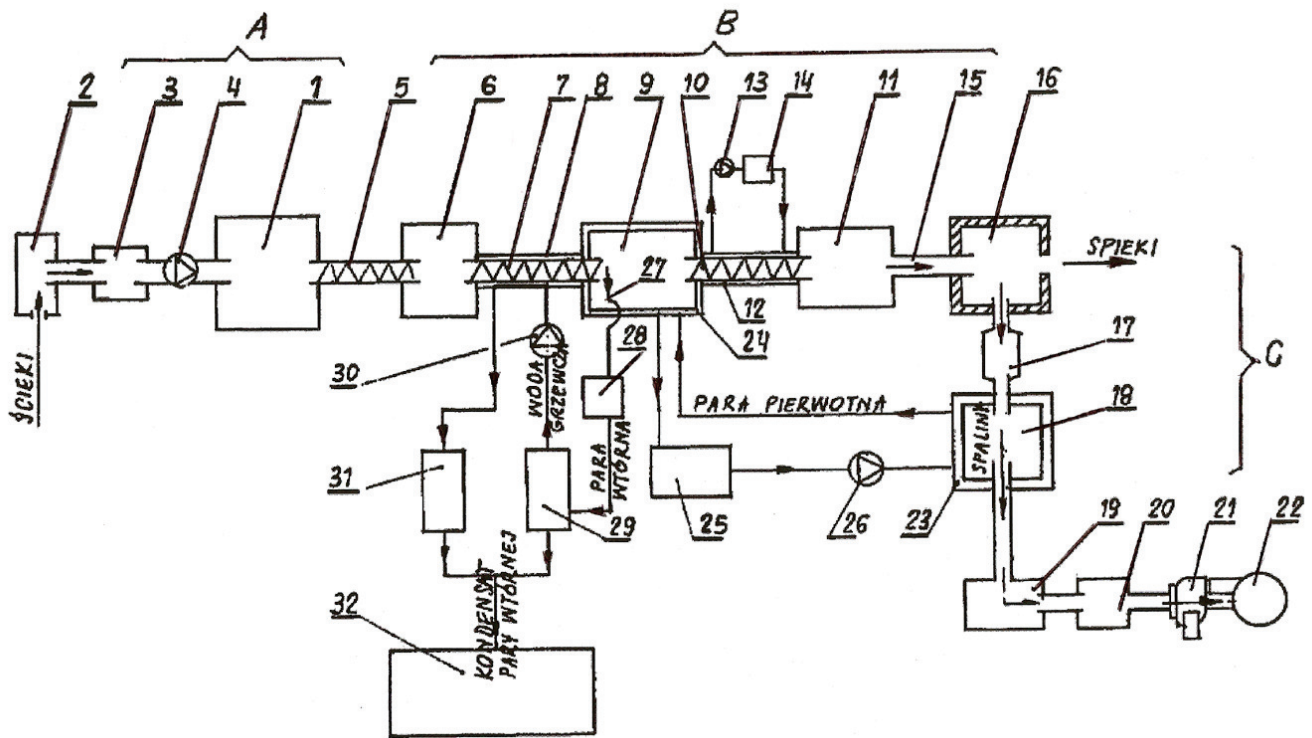 A
B
2 3 4 1 5 6 7 8 9 10 13 14 11 15 16
ŚCIEKI
SPIEKI
27
12
24
17
C
30
28
18
WODA
GRZEWCZA
PARA PIERWOTNA
SPALINA
PARA
WTÓRNA
31
29
25
26
23
19 20 21 22
KONDENSAT
PARY WTÓRNEJ
32